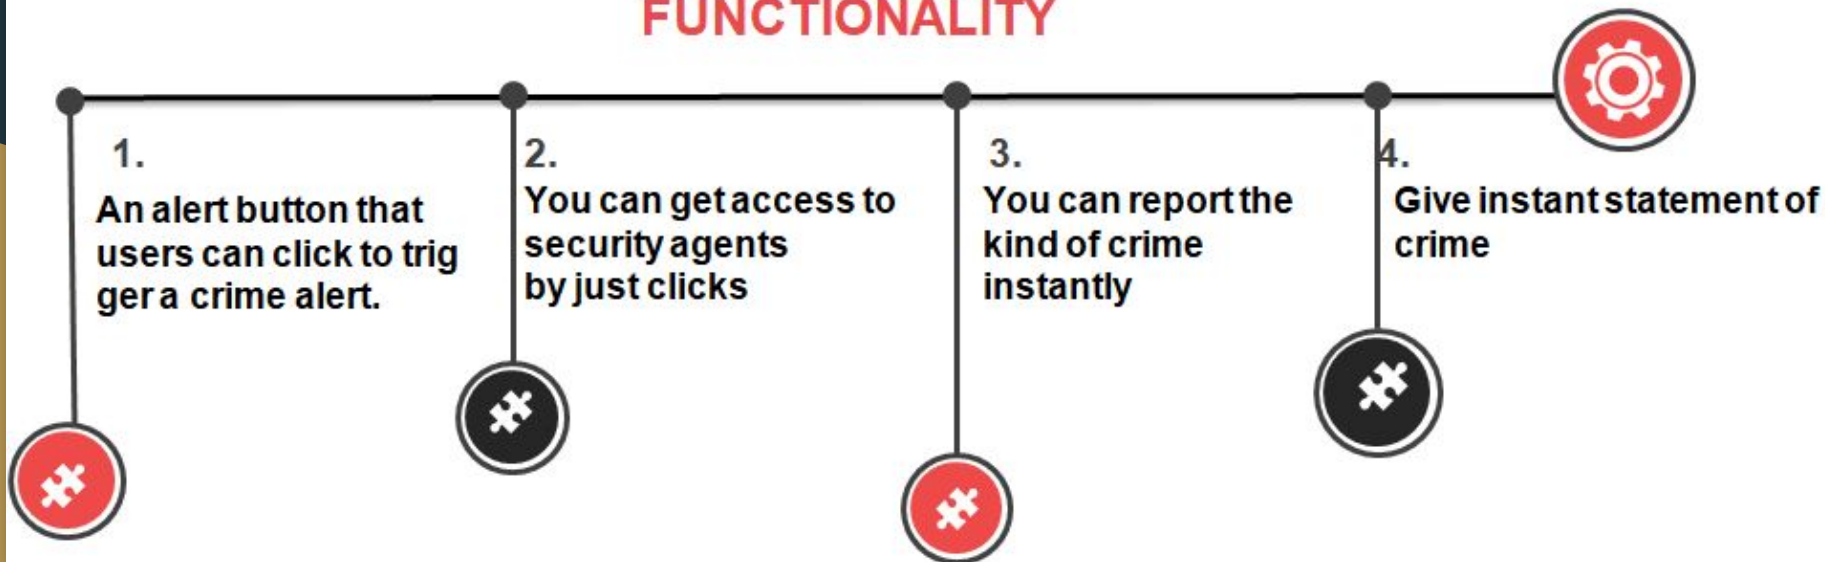 FUNCTIONALITY
1.
An alert button that
users can click to trig
ger a crime alert.
2.
You can get access to
security agents
by just clicks
3.
You can report the
kind of crime
instantly
4.
Give instant statement of
crime